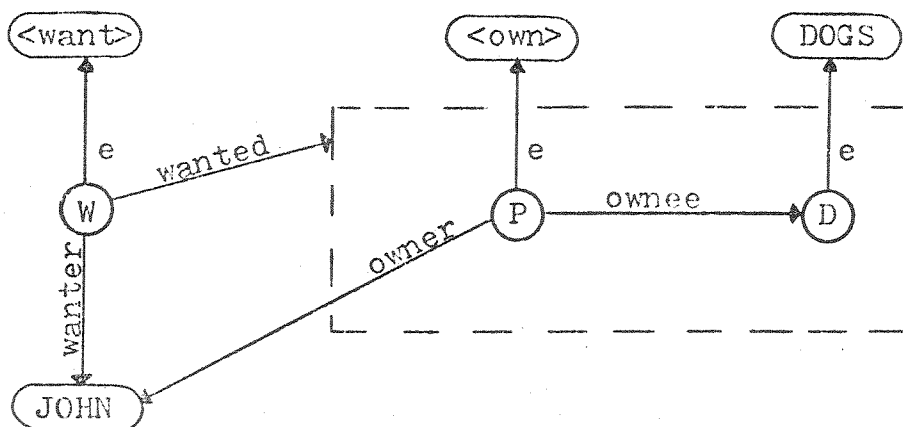 <want> <own> DOGS
e e e
wanted
W P ownee D
owner
wanter
JOHN